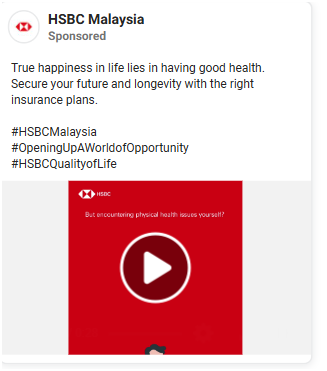 HSBC Malaysia
Sponsored
True happiness in life lies in having good health.
Secure your future and longevity with the right
insurance plans.
#HSBCMalaysia
#OpeningUpAWorldofOpportunity
#HSBCQualityofLife
HSBC
But encountering physical health issues yourself?